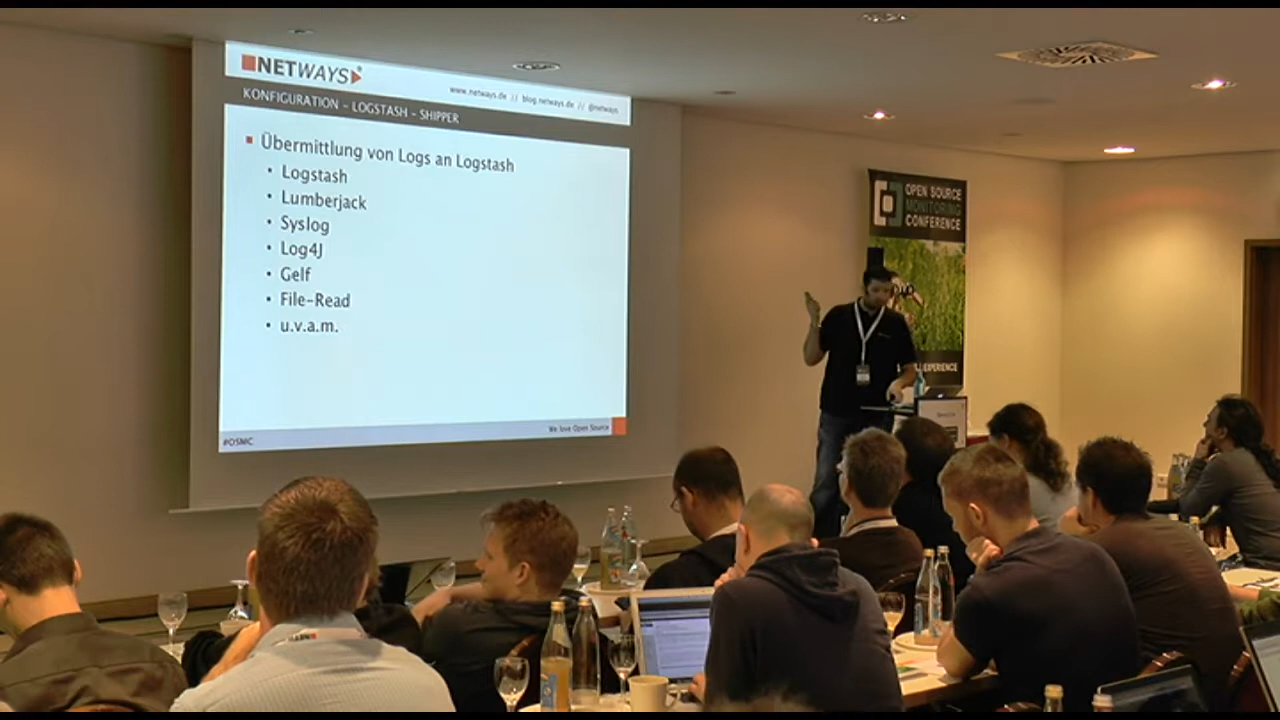 NETWAYS
www.netways.de // blog.netways.de // @netways
KONFIGURATION - LOGSTASH - SHIPPER
Übermittlung von Logs an Logstash
Logstash
Lumberjack
Syslog
Log4J
Gelf
File-Read
u.v.a.m.
#OSMC
We love Open Source
OPEN SOURCE
MONITORING
CONFERENCE
EXPERIENCE